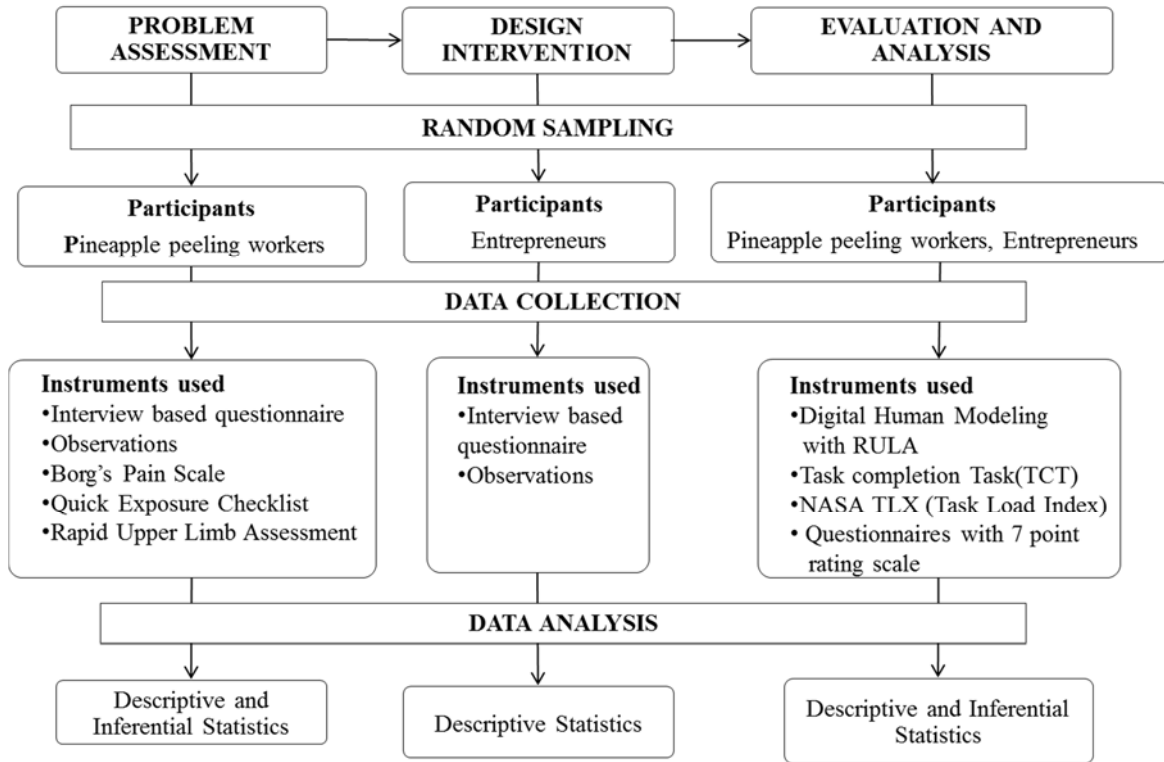 PROBLEM
ASSESSMENT
DESIGN
INTERVENTION
EVALUATION AND
ANALYSIS
RANDOM SAMPLING
Participants
Pineapple peeling workers
Participants
Entrepreneurs
Participants
Pineapple peeling workers, Entrepreneurs
DATA COLLECTION
Instruments used
•Interview based questionnaire
•Observations
•Borg's Pain Scale
•Quick Exposure Checklist
•Rapid Upper Limb Assessment
Instruments used
•Interview based
questionnaire
•Observations
Instruments used
•Digital Human Modeling
with RULA
•Task completion Task(TCT)
•NASA TLX (Task Load Index)
• Questionnaires with 7 point
rating scale
DATA ANALYSIS
Descriptive and
Inferential Statistics
Descriptive Statistics
Descriptive and Inferential
Statistics